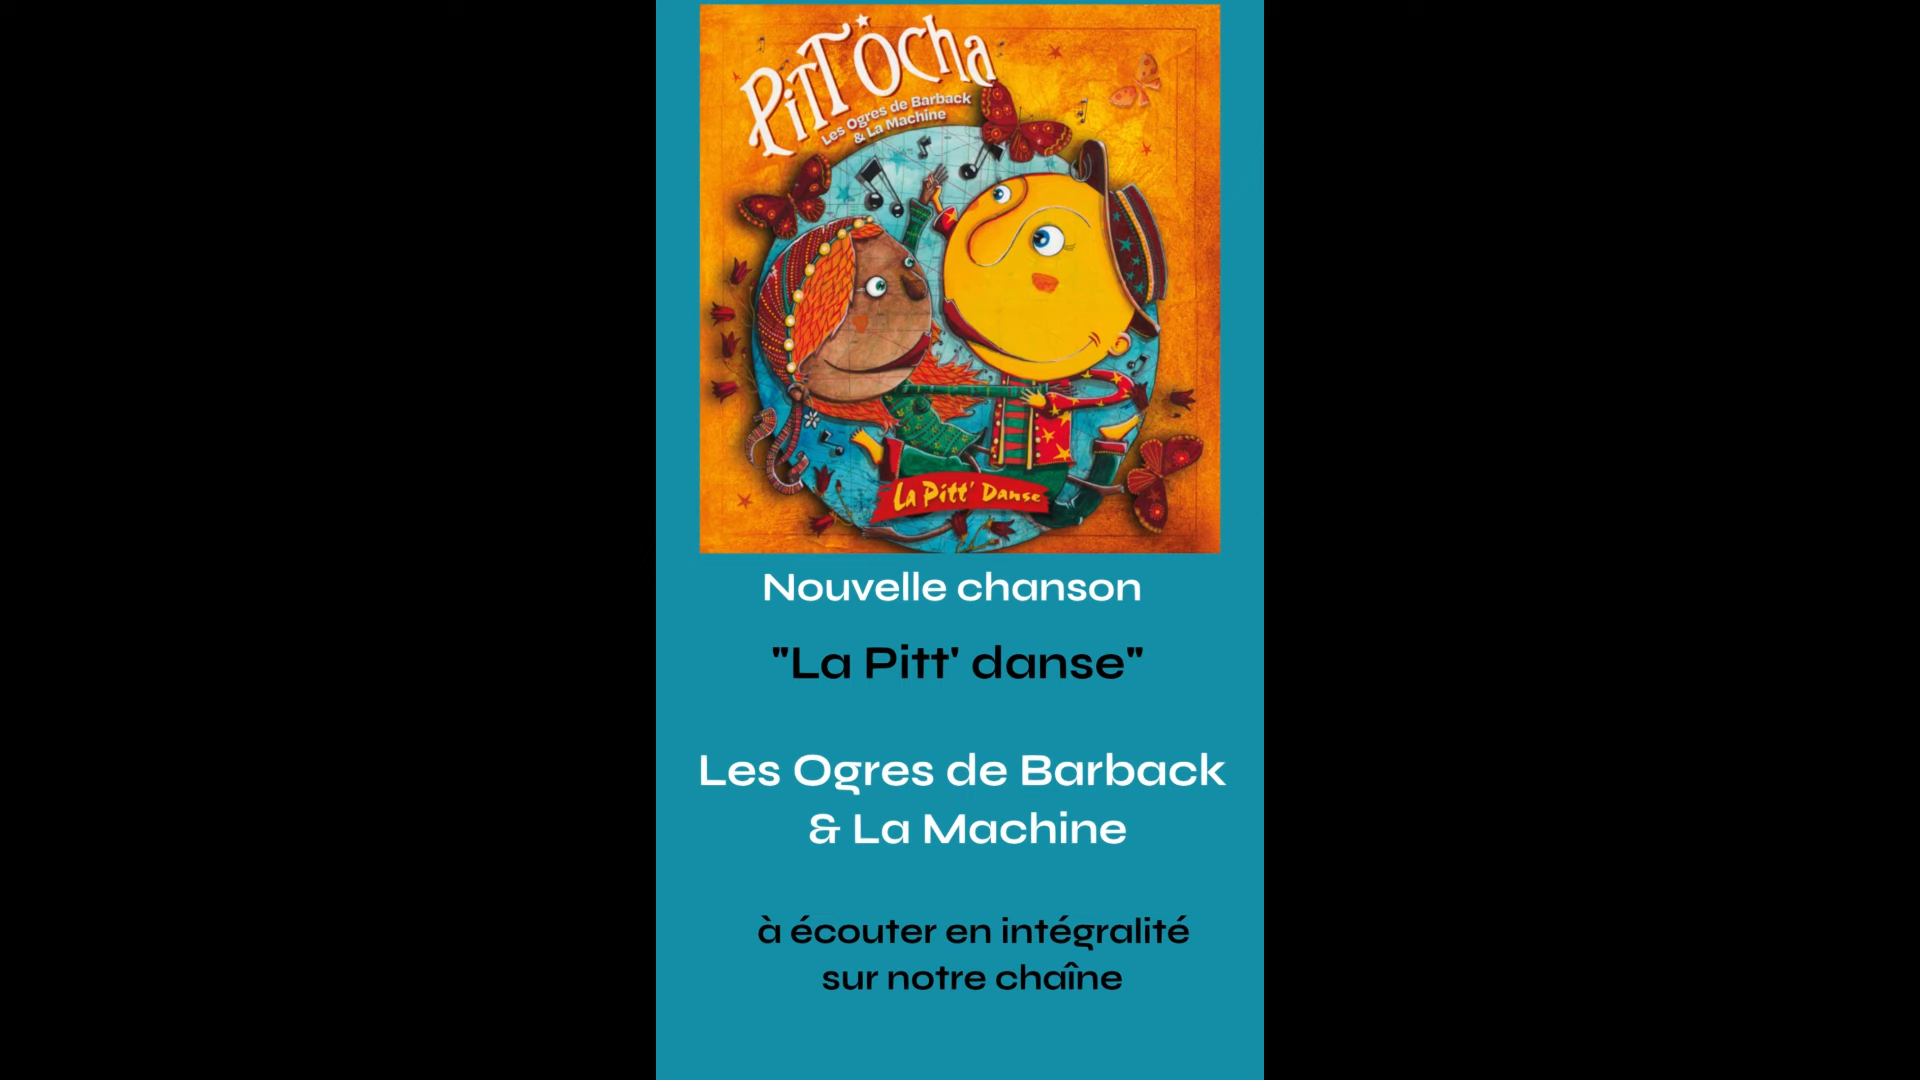 PiTT ÖCha
Les Ogres de Barback
& La Machine
La Pitt' Danse
Nouvelle chanson
"La Pitt' danse"
Les Ogres de Barback
& La Machine
à écouter en intégralité
sur notre chaîne